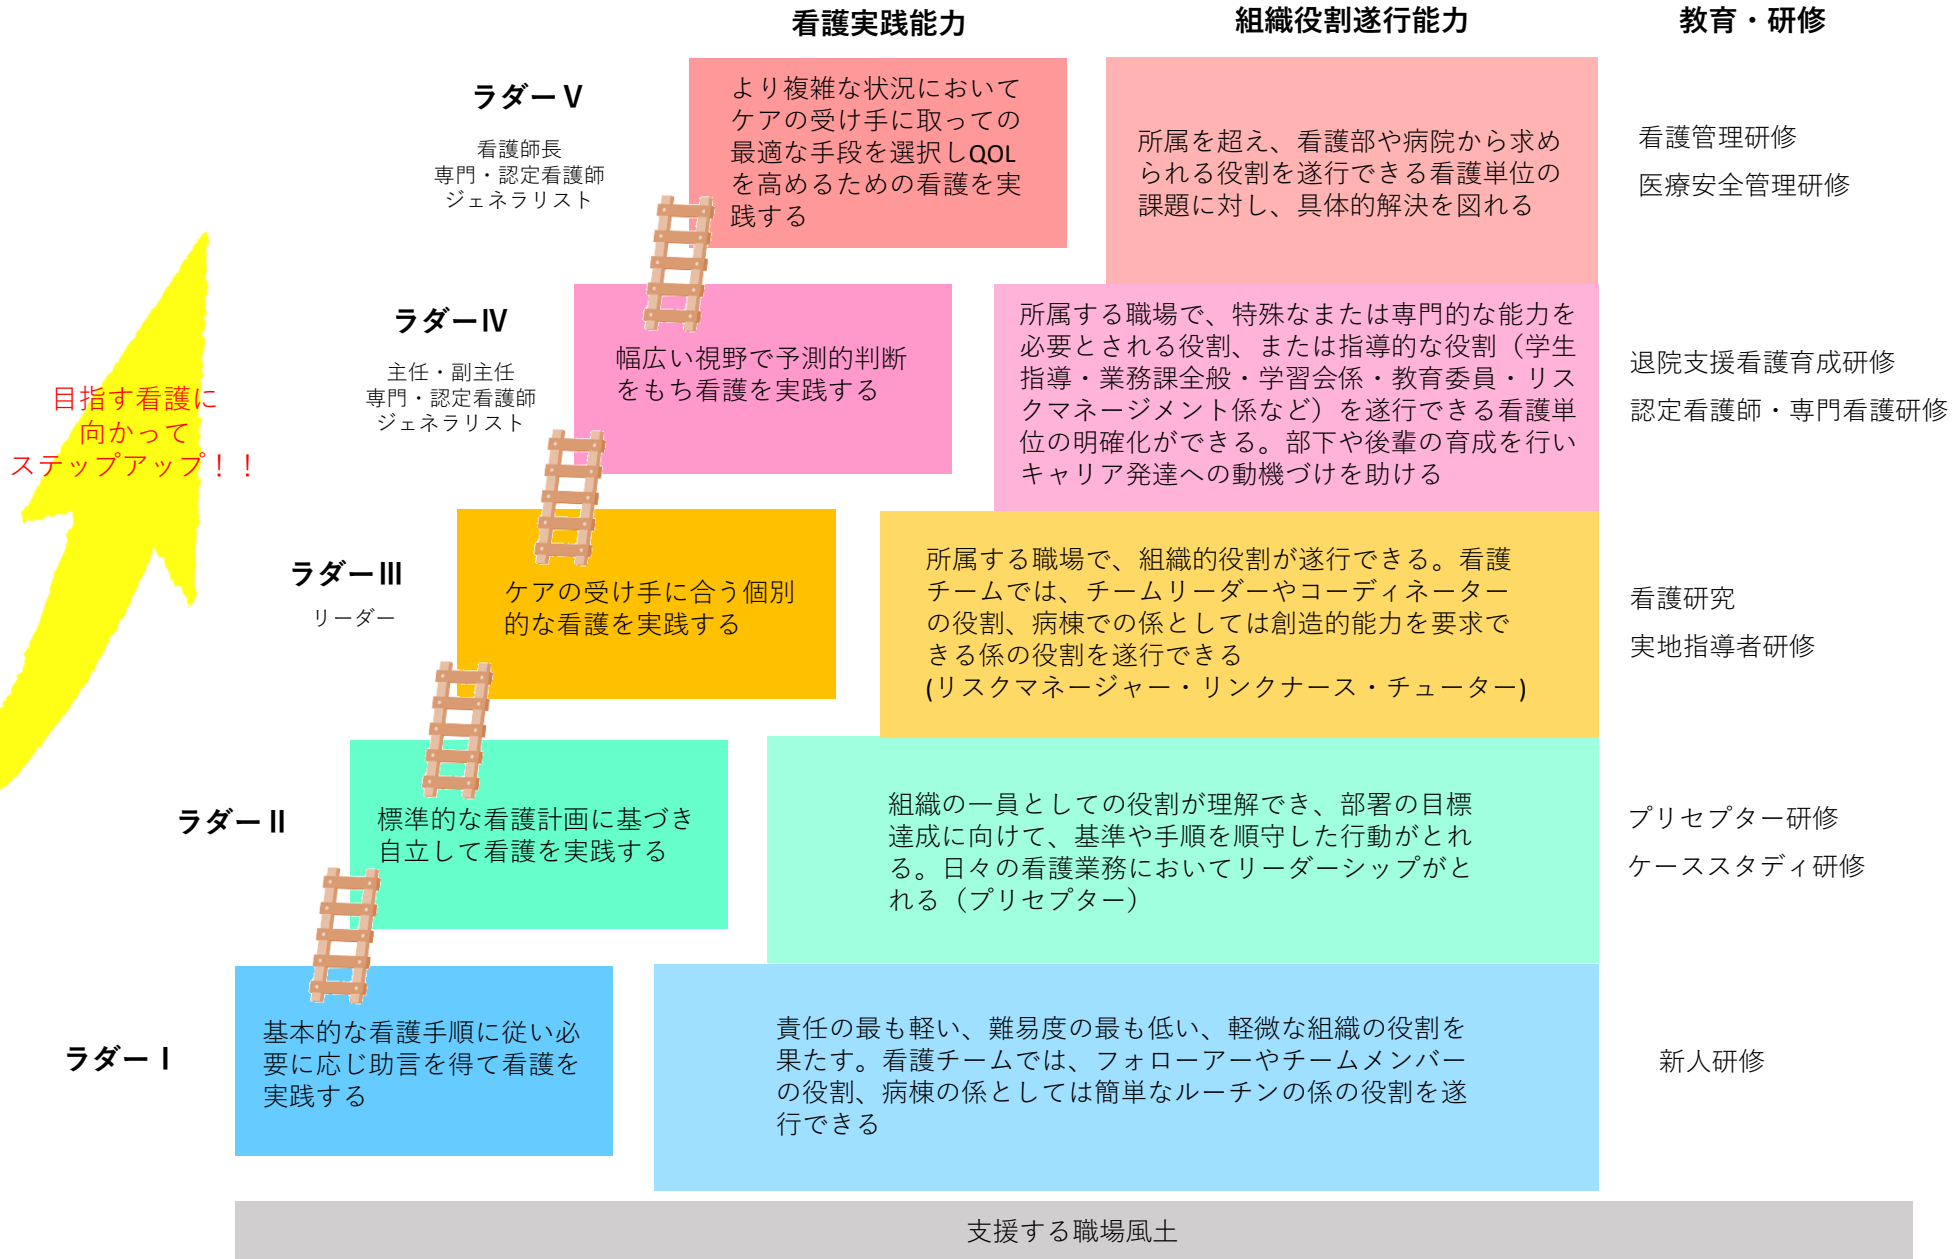 看護実践能力
組織役割遂行能力
教育・研修
ラダーⅤ
看護師長
専門・認定看護師
ジェネラリスト
より複雑な状況において
ケアの受け手に取っての
最適な手段を選択しQOL
を高めるための看護を実
践する
所属を超え、看護部や病院から求め
られる役割を遂行できる看護単位の
課題に対し、具体的解決を図れる
看護管理研修
医療安全管理研修
ラダーⅣ
主任・副主任
専門・認定看護師
ジェネラリスト
幅広い視野で予測的判断
をもち看護を実践する
所属する職場で、特殊なまたは専門的な能力を
必要とされる役割、または指導的な役割（学生
指導・業務課全般・学習会係・教育委員・リス
クマネージメント係など）を遂行できる看護単
位の明確化ができる。部下や後輩の育成を行い
キャリア発達への動機づけを助ける
退院支援看護育成研修
認定看護師・専門看護研修
目指す看護に
向かって
ステップアップ！！
ラダーⅢ
リーダー
ケアの受け手に合う個別
的な看護を実践する
所属する職場で、組織的役割が遂行できる。看護
チームでは、チームリーダーやコーディネーター
の役割、病棟での係としては創造的能力を要求で
きる係の役割を遂行できる
(リスクマネージャー・リンクナース・チューター)
看護研究
実地指導者研修
ラダーⅡ
標準的な看護計画に基づき
自立して看護を実践する
組織の一員としての役割が理解でき、部署の目標
達成に向けて、基準や手順を順守した行動がとれ
る。日々の看護業務においてリーダーシップがと
れる（プリセプター）
プリセプター研修
ケーススタディ研修
ラダーⅠ
基本的な看護手順に従い必
要に応じ助言を得て看護を
実践する
責任の最も軽い、難易度の最も低い、軽微な組織の役割を
果たす。看護チームでは、フォローアーやチームメンバー
の役割、病棟の係としては簡単なルーチンの係の役割を遂
行できる
新人研修
支援する職場風土